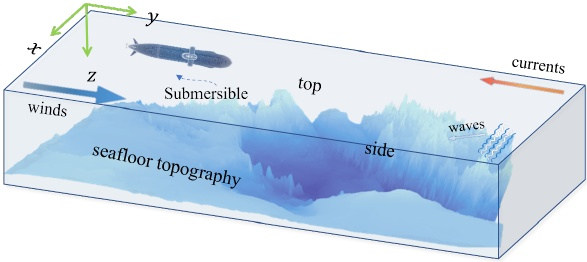 y
x
z
Submersible
top
currents
winds
waves
side
seafloor topography